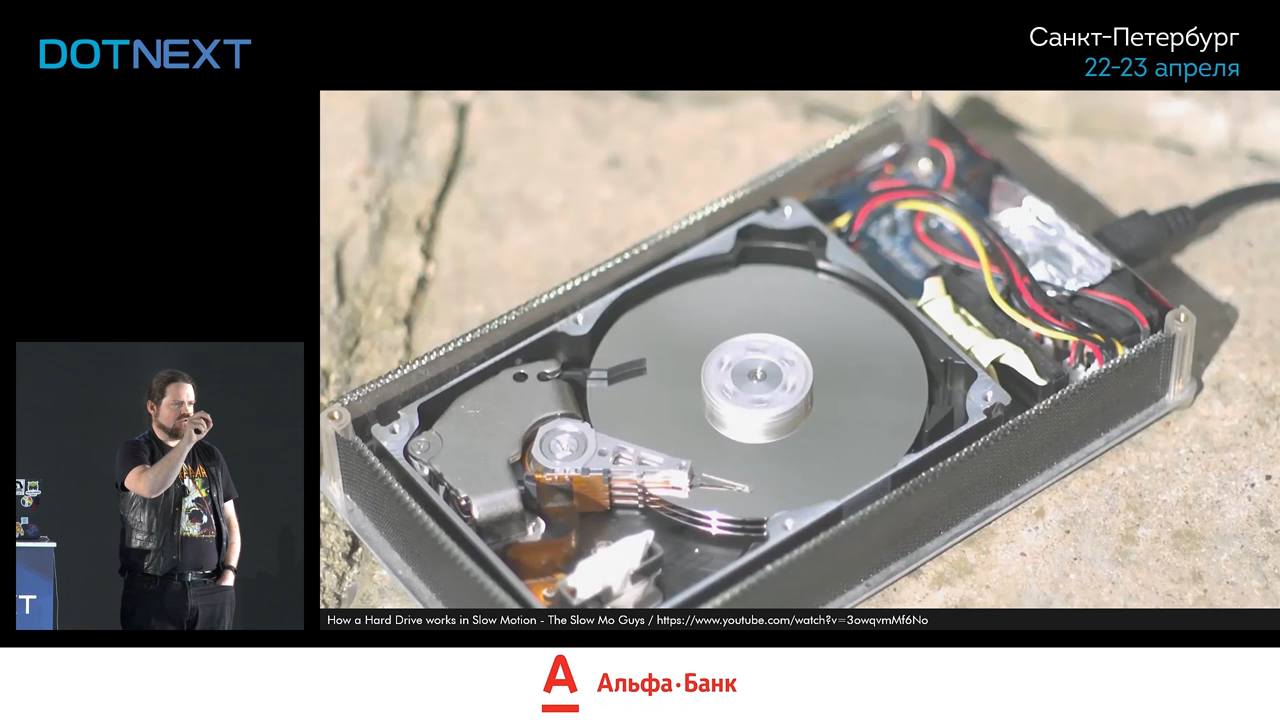 DOTNEXT
Санкт-Петербург
22-23 апреля
How a Hard Drive works in Slow Motion - The Slow Mo Guys / https://www.youtube.com/watch?v=3owqvmMf6No
А Альфа·Банк